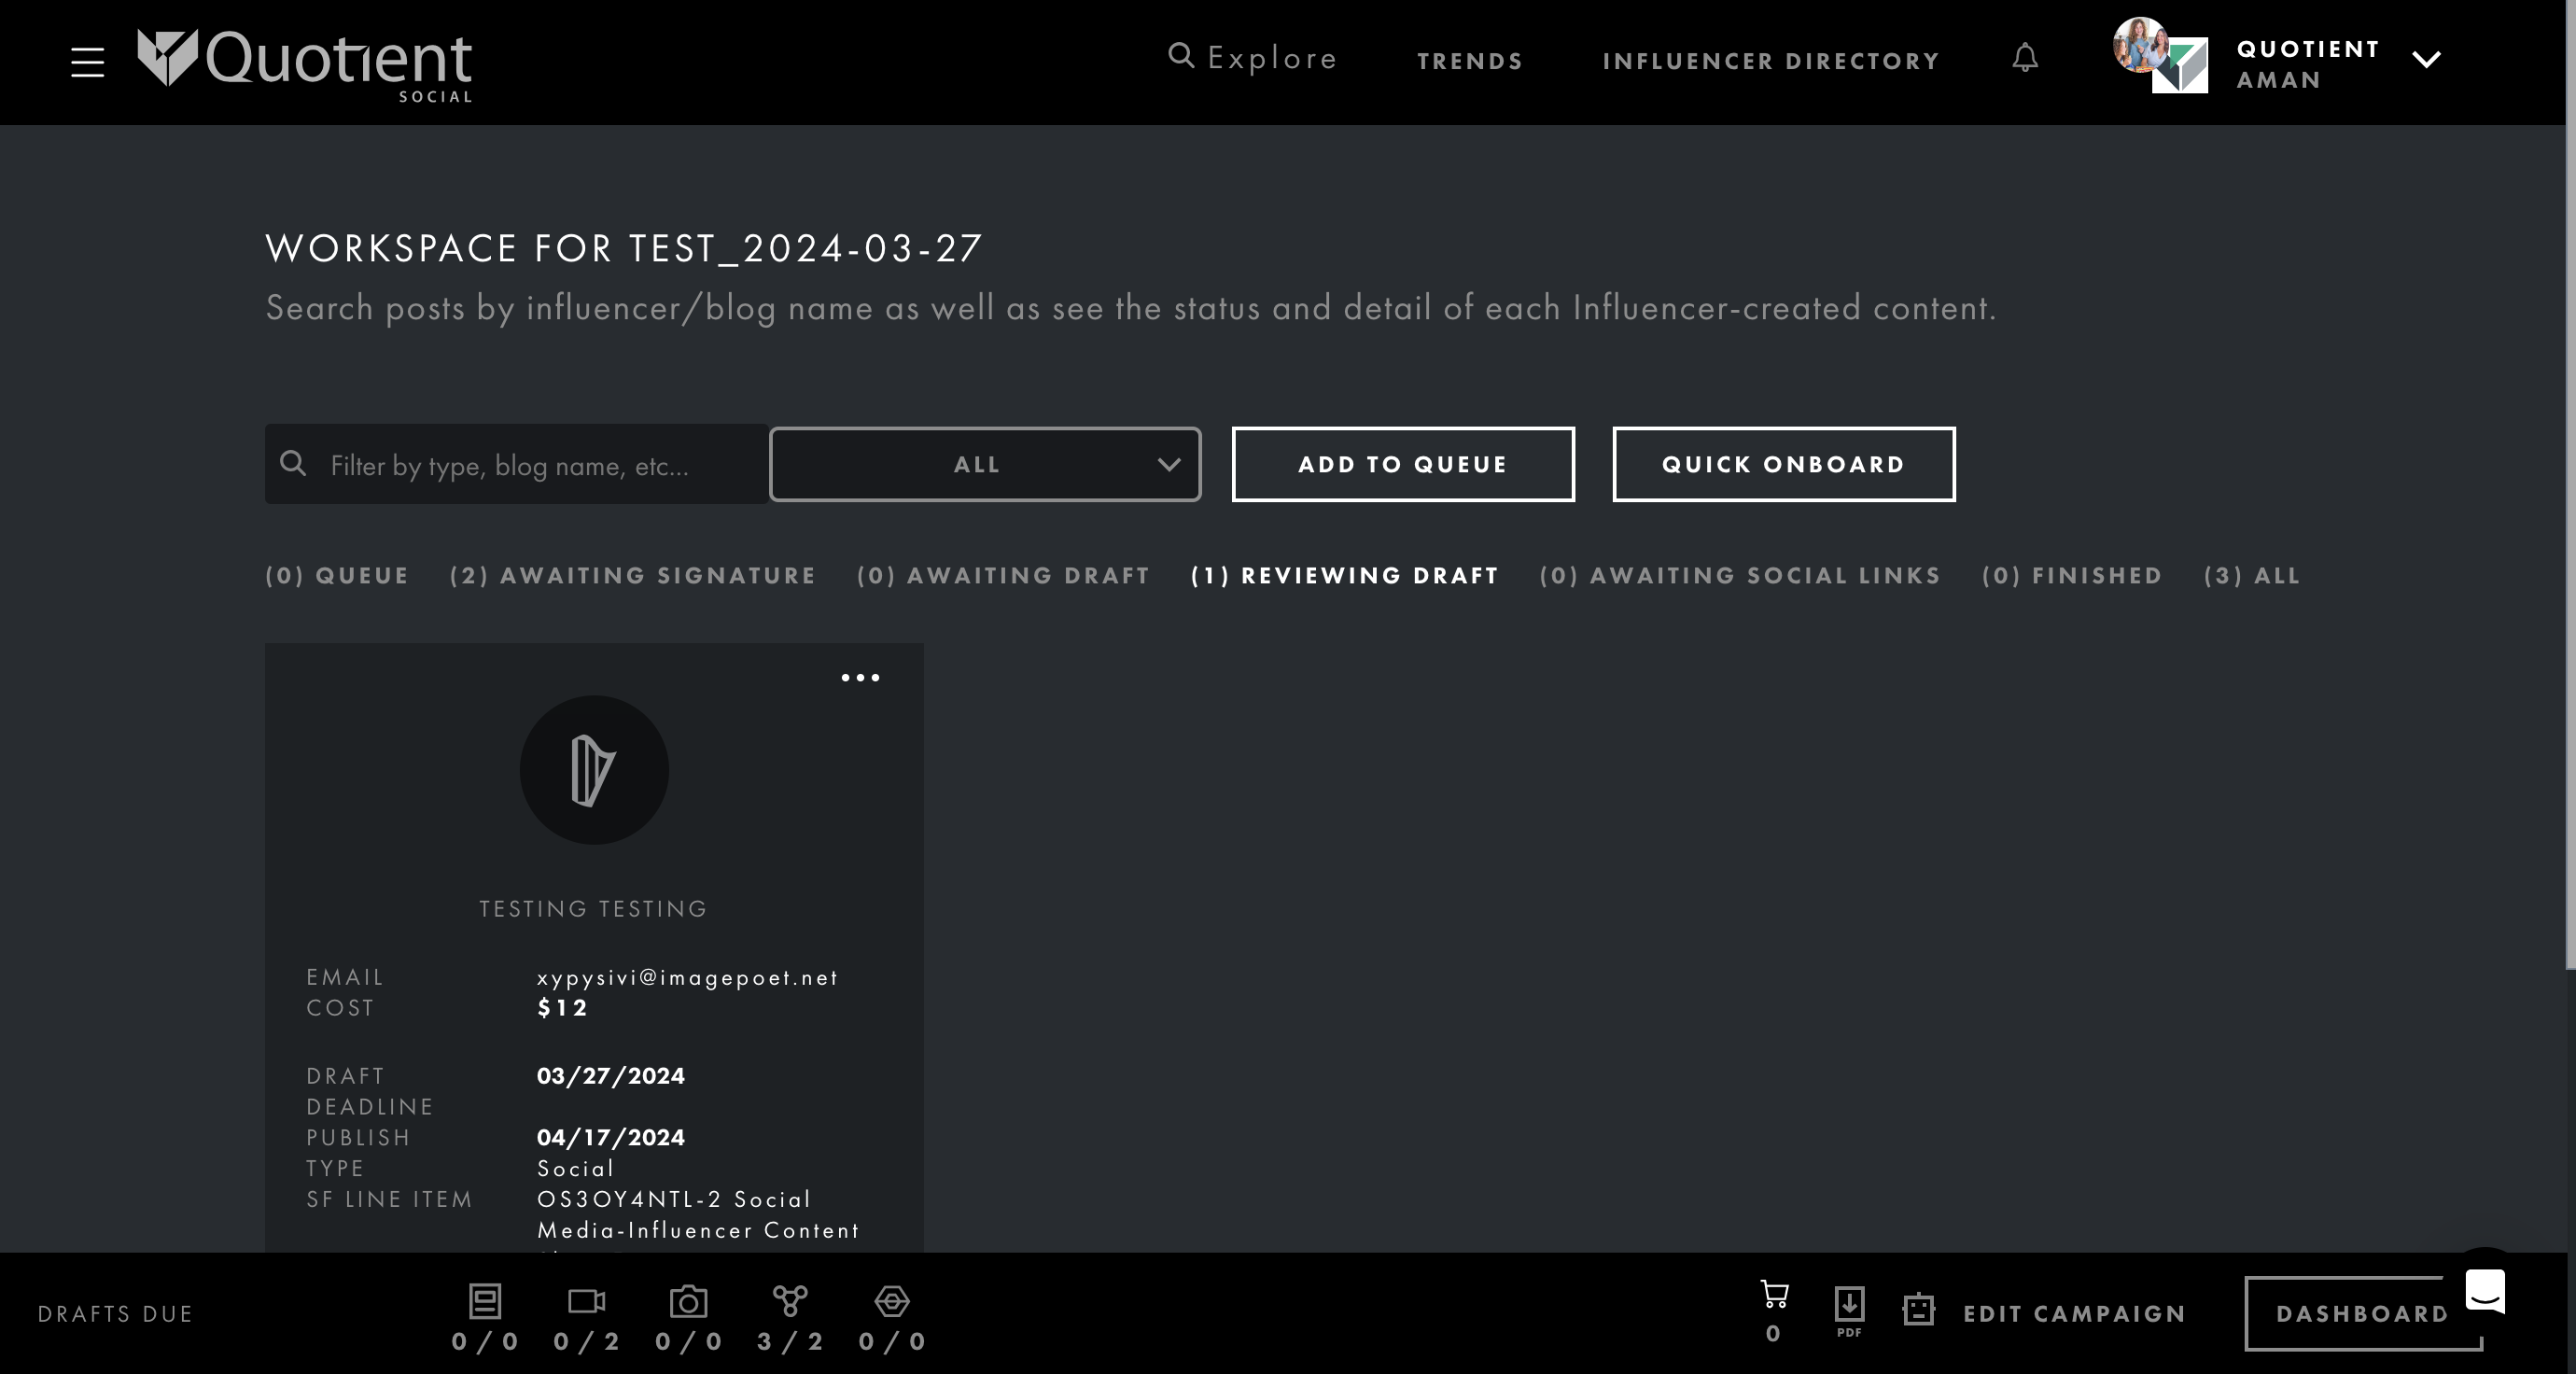 Quotient
SOCIAL
Explore
TRENDS
INFLUENCER DIRECTORY
QUOTIENT
AMAN
WORKSPACE FOR TEST_2024-03-27
Search posts by influencer/blog name as well as see the status and detail of each Influencer-created content.
Filter by type, blog name, etc...
ALL
ADD TO QUEUE
QUICK ONBOARD
(0) QUEUE (2) AWAITING SIGNATURE (0) AWAITING DRAFT (1) REVIEWING DRAFT (0) AWAITING SOCIAL LINKS (0) FINISHED (3) ALL
TESTING TESTING
EMAIL xypysivi@imagepoet.net
COST $12
DRAFT 03/27/2024
DEADLINE
PUBLISH 04/17/2024
TYPE Social
SF LINE ITEM OS3OY4NTL-2 Social
Media-Influencer Content
DRAFTS DUE
0/0 0/2 0/0 3/2 0/0
0
PDF
EDIT CAMPAIGN
DASHBOARD